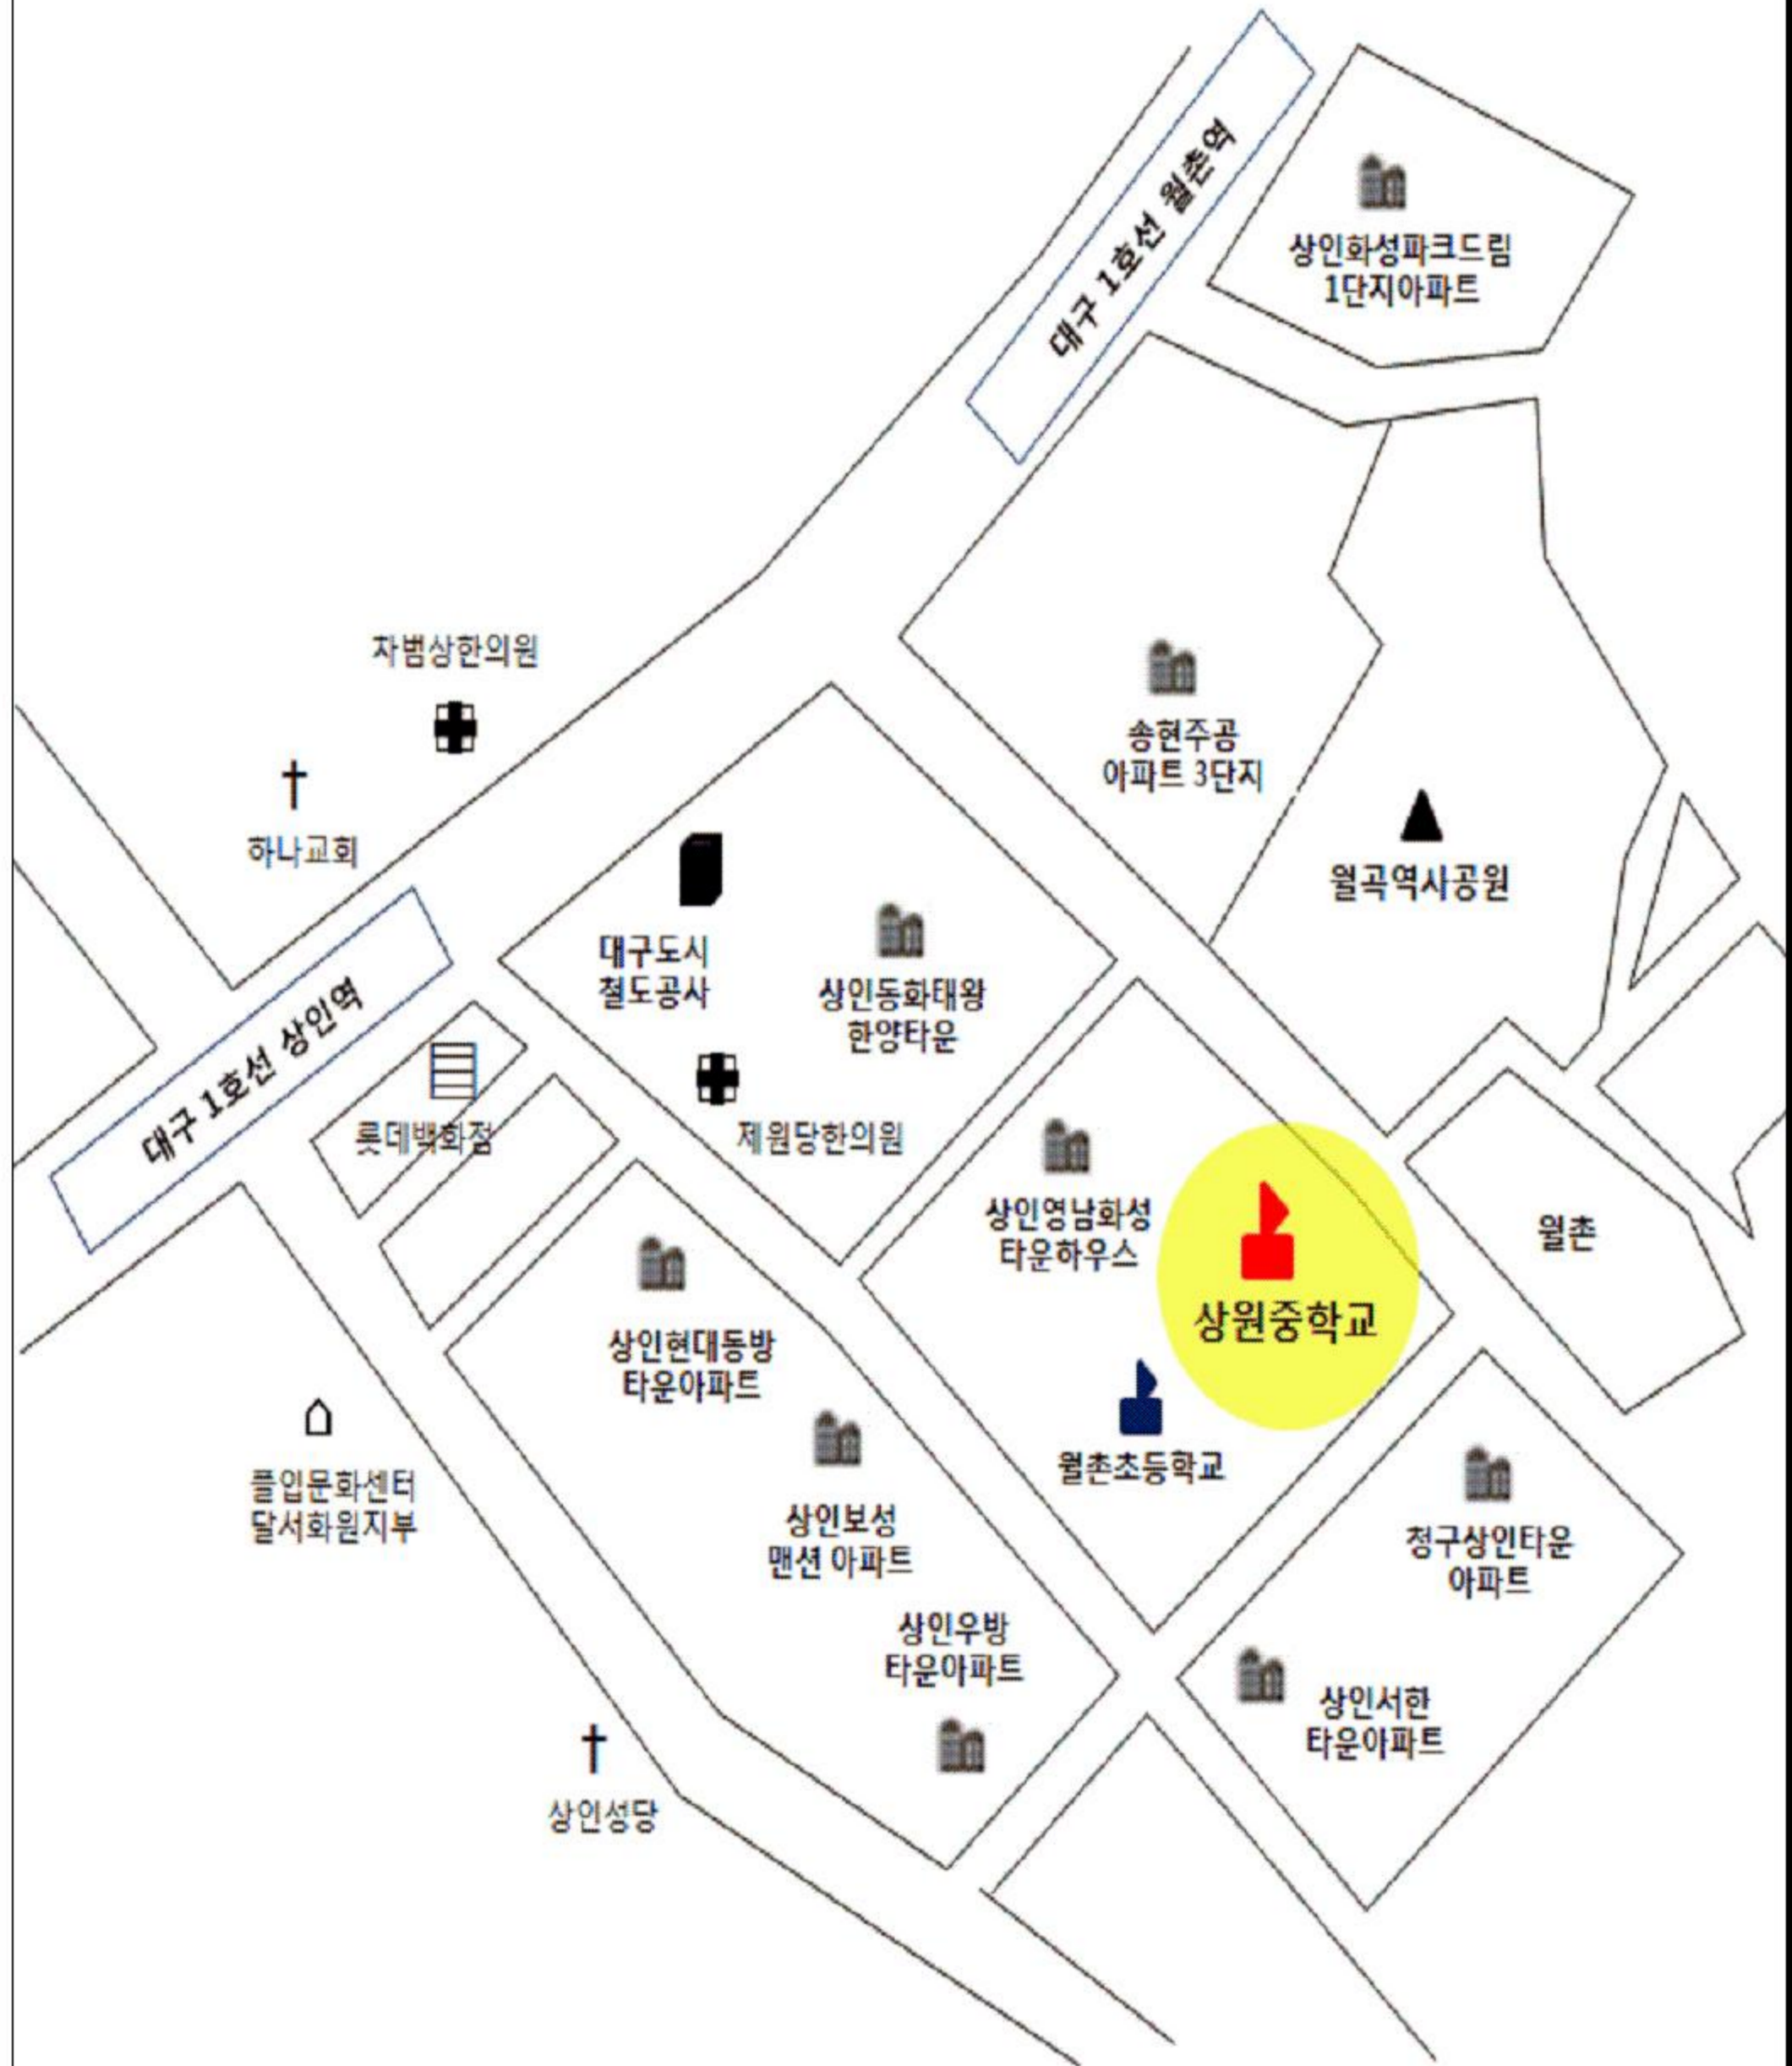 대구 1호선 월촌역
상인화성파크드림
1단지아파트
자범상한의원
하나교회
송현주공
아파트 3단지
월곡역사공원
대구도시
철도공사
상인동화태왕
한양타운
대구 1호선 상인역
롯데백화점
제원당한의원
상인영남화성
타운하우스
월촌
상원중학교
상인현대동방
타운아파트
월촌초등학교
풀입문화센터
달서화원지부
상인보성
맨션 아파트
청구상인타운
아파트
상인우방
타운아파트
상인서한
타운아파트
상인성당